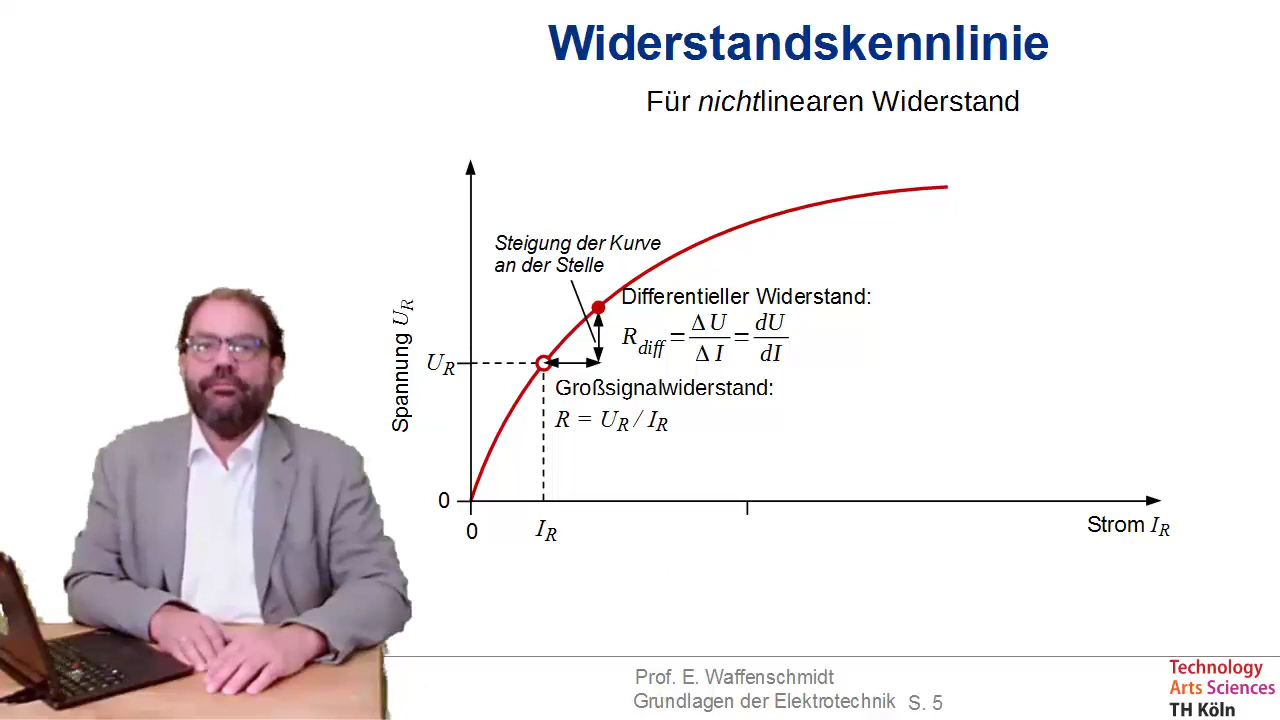 Widerstandskennlinie
Für nichtlinearen Widerstand
Steigung der Kurve
an der Stelle
Differentieller Widerstand:
R_diff = ΔU/ΔI = dU/dI
Spannung U_R
U_R
Großsignalwiderstand:
R = U_R / I_R
0
0
I_R
Strom I_R
Prof. E. Waffenschmidt
Grundlagen der Elektrotechnik S. 5
Technology
Arts Sciences
TH Köln